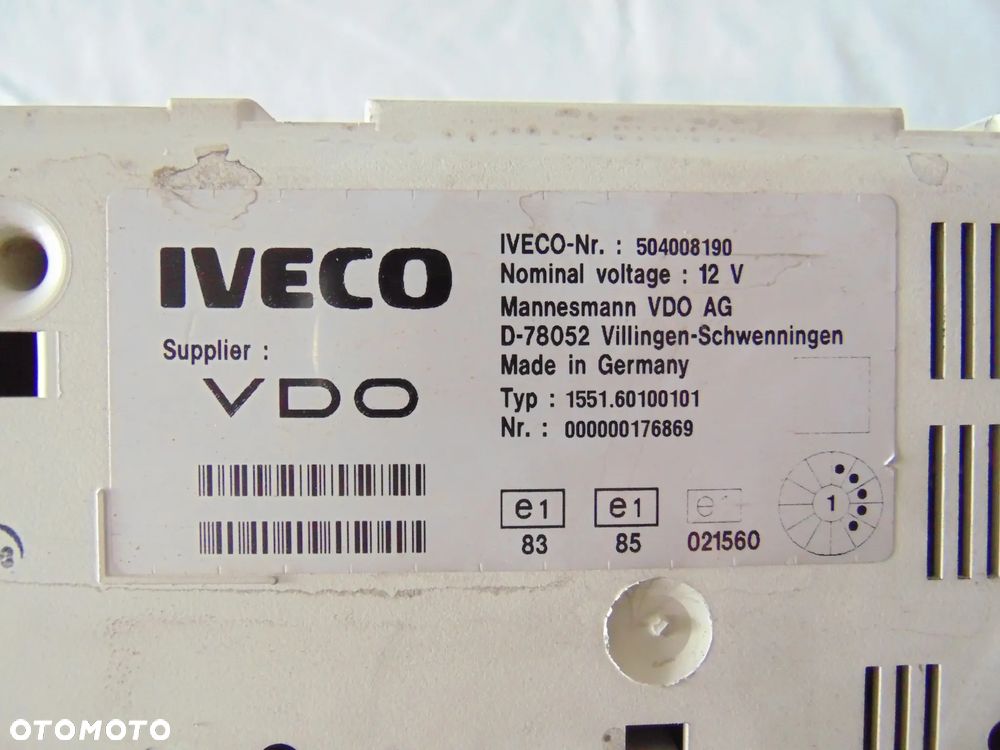 IVECO
Supplier :
VDO
IVECO-Nr. : 504008190
Nominal voltage : 12 V
Mannesmann VDO AG
D-78052 Villingen-Schwenningen
Made in Germany
Typ : 1551.60100101
Nr. : 000000176869
e1
83
e1
85
e1
021560
1
OTOMOTO